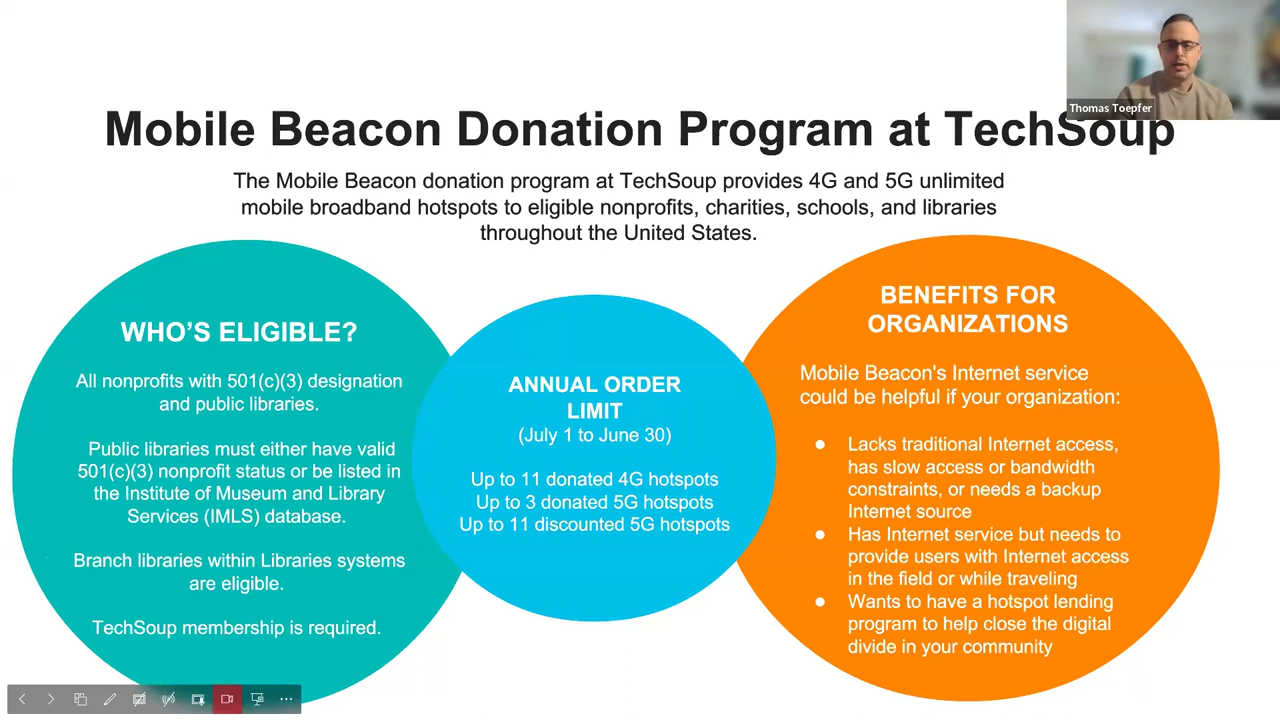 Thomas Toepfer
Mobile Beacon Donation Program at TechSoup
The Mobile Beacon donation program at TechSoup provides 4G and 5G unlimited
mobile broadband hotspots to eligible nonprofits, charities, schools, and libraries
throughout the United States.
WHO'S ELIGIBLE?
All nonprofits with 501(c)(3) designation
and public libraries.
Public libraries must either have valid
501(c)(3) nonprofit status or be listed in
the Institute of Museum and Library
Services (IMLS) database.
Branch libraries within Libraries systems
are eligible.
TechSoup membership is required.
ANNUAL ORDER
LIMIT
(July 1 to June 30)
Up to 11 donated 4G hotspots
Up to 3 donated 5G hotspots
Up to 11 discounted 5G hotspots
BENEFITS FOR
ORGANIZATIONS
Mobile Beacon's Internet service
could be helpful if your organization:
● Lacks traditional Internet access,
has slow access or bandwidth
constraints, or needs a backup
Internet source
● Has Internet service but needs to
provide users with Internet access
in the field or while traveling
● Wants to have a hotspot lending
program to help close the digital
divide in your community